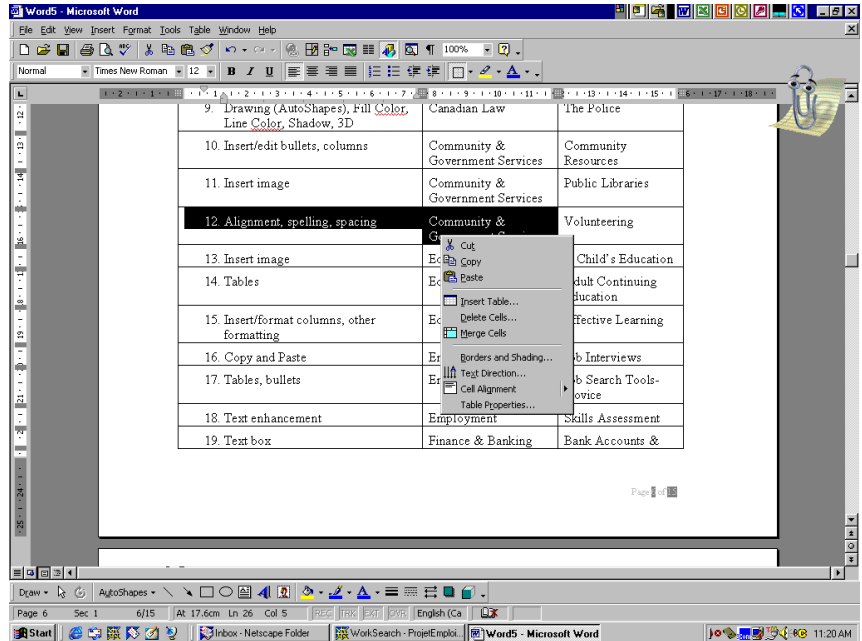 Word5 - Microsoft Word
File Edit View Insert Format Tools Table Window Help
100%
Normal Times New Roman 12 B I U
9. Drawing (AutoShapes), Fill Color, Line Color, Shadow, 3D Canadian Law The Police
10. Insert/edit bullets, columns Community & Government Services Community Resources
11. Insert image Community & Government Services Public Libraries
12. Alignment, spelling, spacing Community & Volunteering
Cut
Copy
Paste
Insert Table...
Delete Cells...
Merge Cells
Borders and Shading...
Text Direction...
Cell Alignment
Table Properties...
13. Insert image Child's Education
14. Tables Continuing
15. Insert/format columns, other formatting Learning
16. Copy and Paste Interviews
17. Tables, bullets Search Tools-
18. Text enhancement Employment Skills Assessment
19. Text box Finance & Banking Bank Accounts &
Page 6 of 15
Draw AutoShapes
Page 6 Sec 1 6/15 At 17.6cm Ln 26 Col 5 REC TRK EXT OVR English (Ca
Start Inbox - Netscape Folder WorkSearch - ProjetEmploi... Word5 - Microsoft Word 11:20 AM